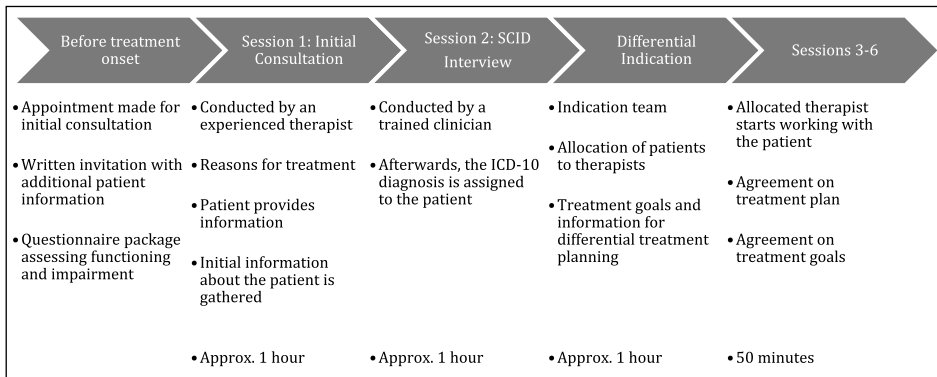 Before treatment
onset
Session 1: Initial
Consultation
Session 2: SCID
Interview
Differential
Indication
Sessions 3-6
• Appointment made for
initial consultation
• Written invitation with
additional patient
information
• Questionnaire package
assessing functioning
and impairment
• Conducted by an
experienced therapist
• Reasons for treatment
• Patient provides
information
• Initial information
about the patient is
gathered
• Approx. 1 hour
• Conducted by a
trained clinician
• Afterwards, the ICD-10
diagnosis is assigned
to the patient
• Approx. 1 hour
• Indication team
• Allocation of patients
to therapists
• Treatment goals and
information for
differential treatment
planning
• Approx. 1 hour
• Allocated therapist
starts working with
the patient
• Agreement on
treatment plan
• Agreement on
treatment goals
• 50 minutes